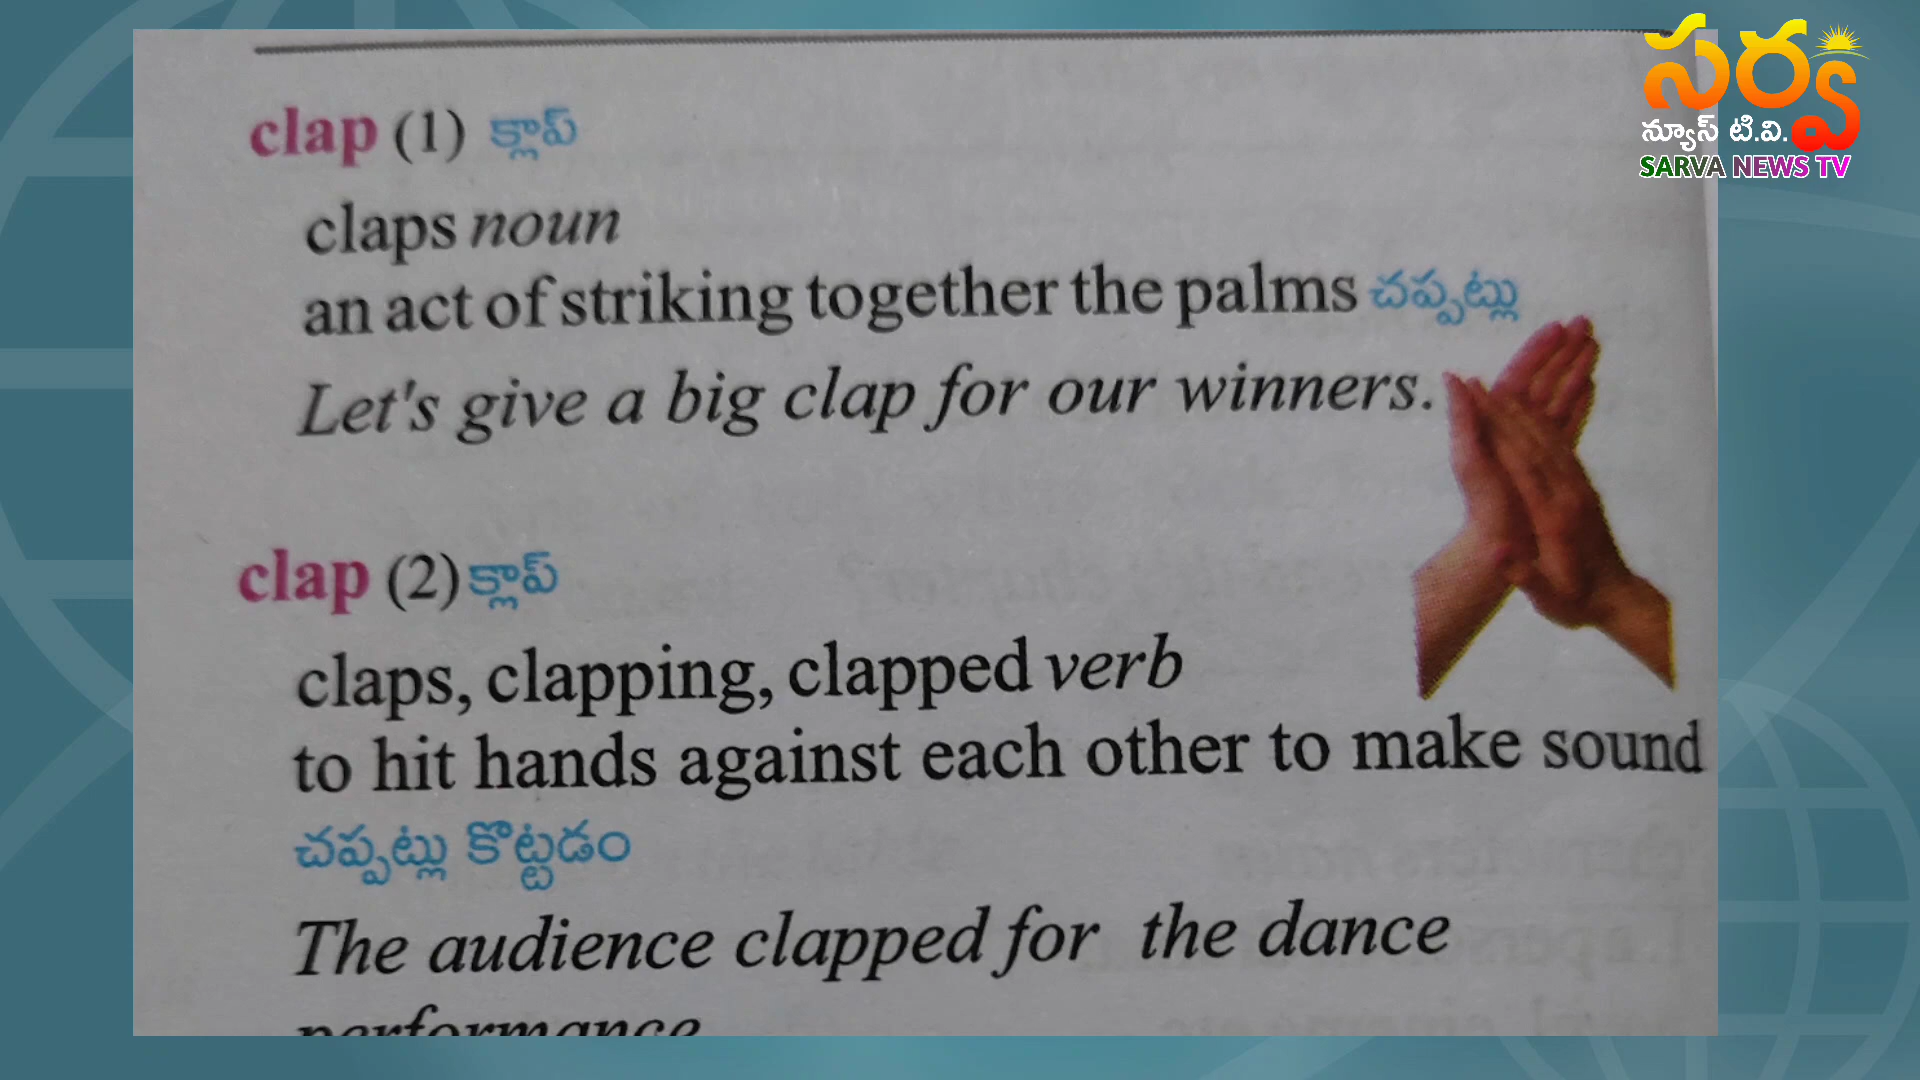 సర్వ
న్యూస్ టి.వి.
SARVA NEWS TV
clap (1) క్లాప్
claps noun
an act of striking together the palms చప్పట్లు
Let's give a big clap for our winners.
clap (2) క్లాప్
claps, clapping, clapped verb
to hit hands against each other to make sound
చప్పట్లు కొట్టడం
The audience clapped for the dance
performance